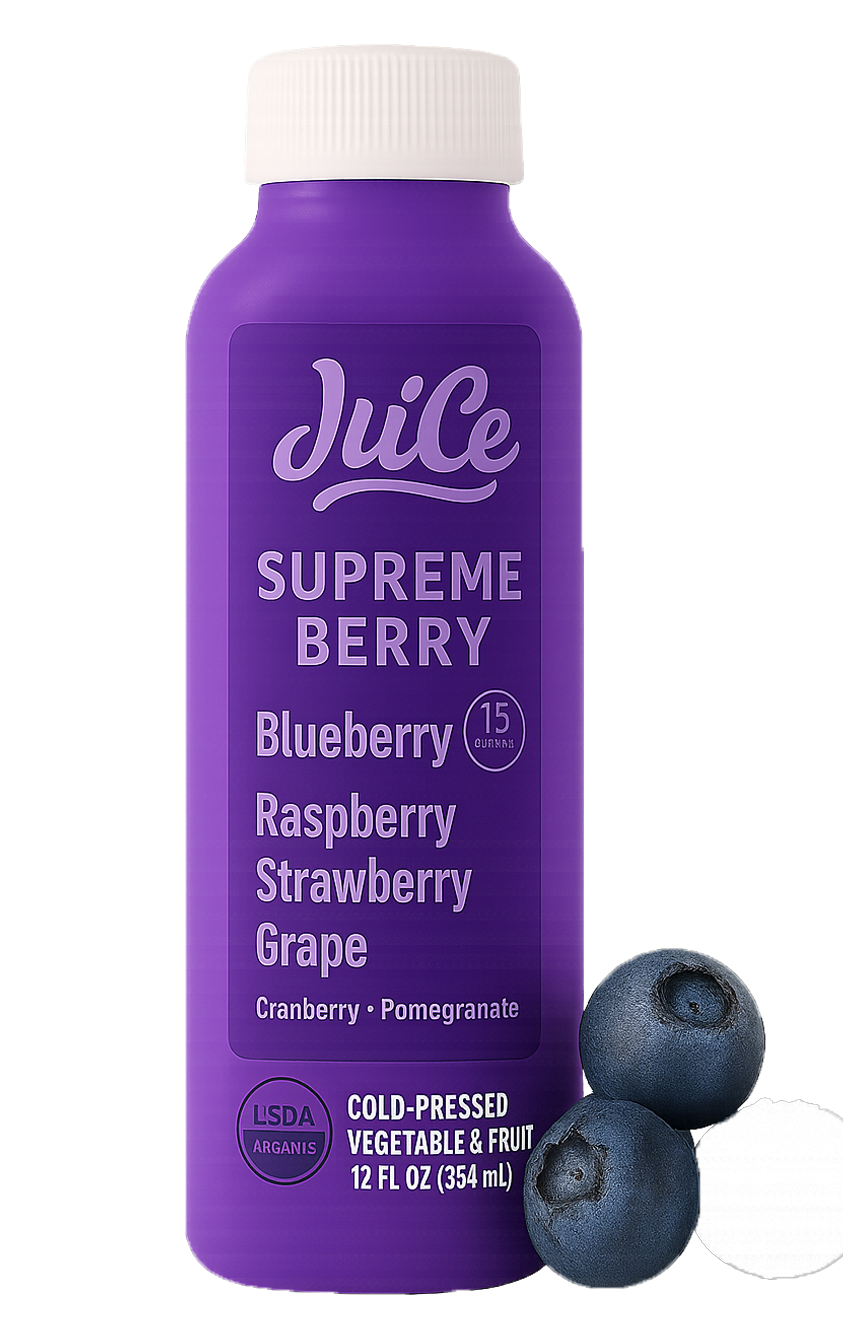 JuiCe
SUPREME
BERRY
Blueberry
15
Raspberry
Strawberry
Grape
Cranberry • Pomegranate
LISDA
ARGANIS
COLD-PRESSED
VEGETABLE & FRUIT
12 FL OZ (354 mL)